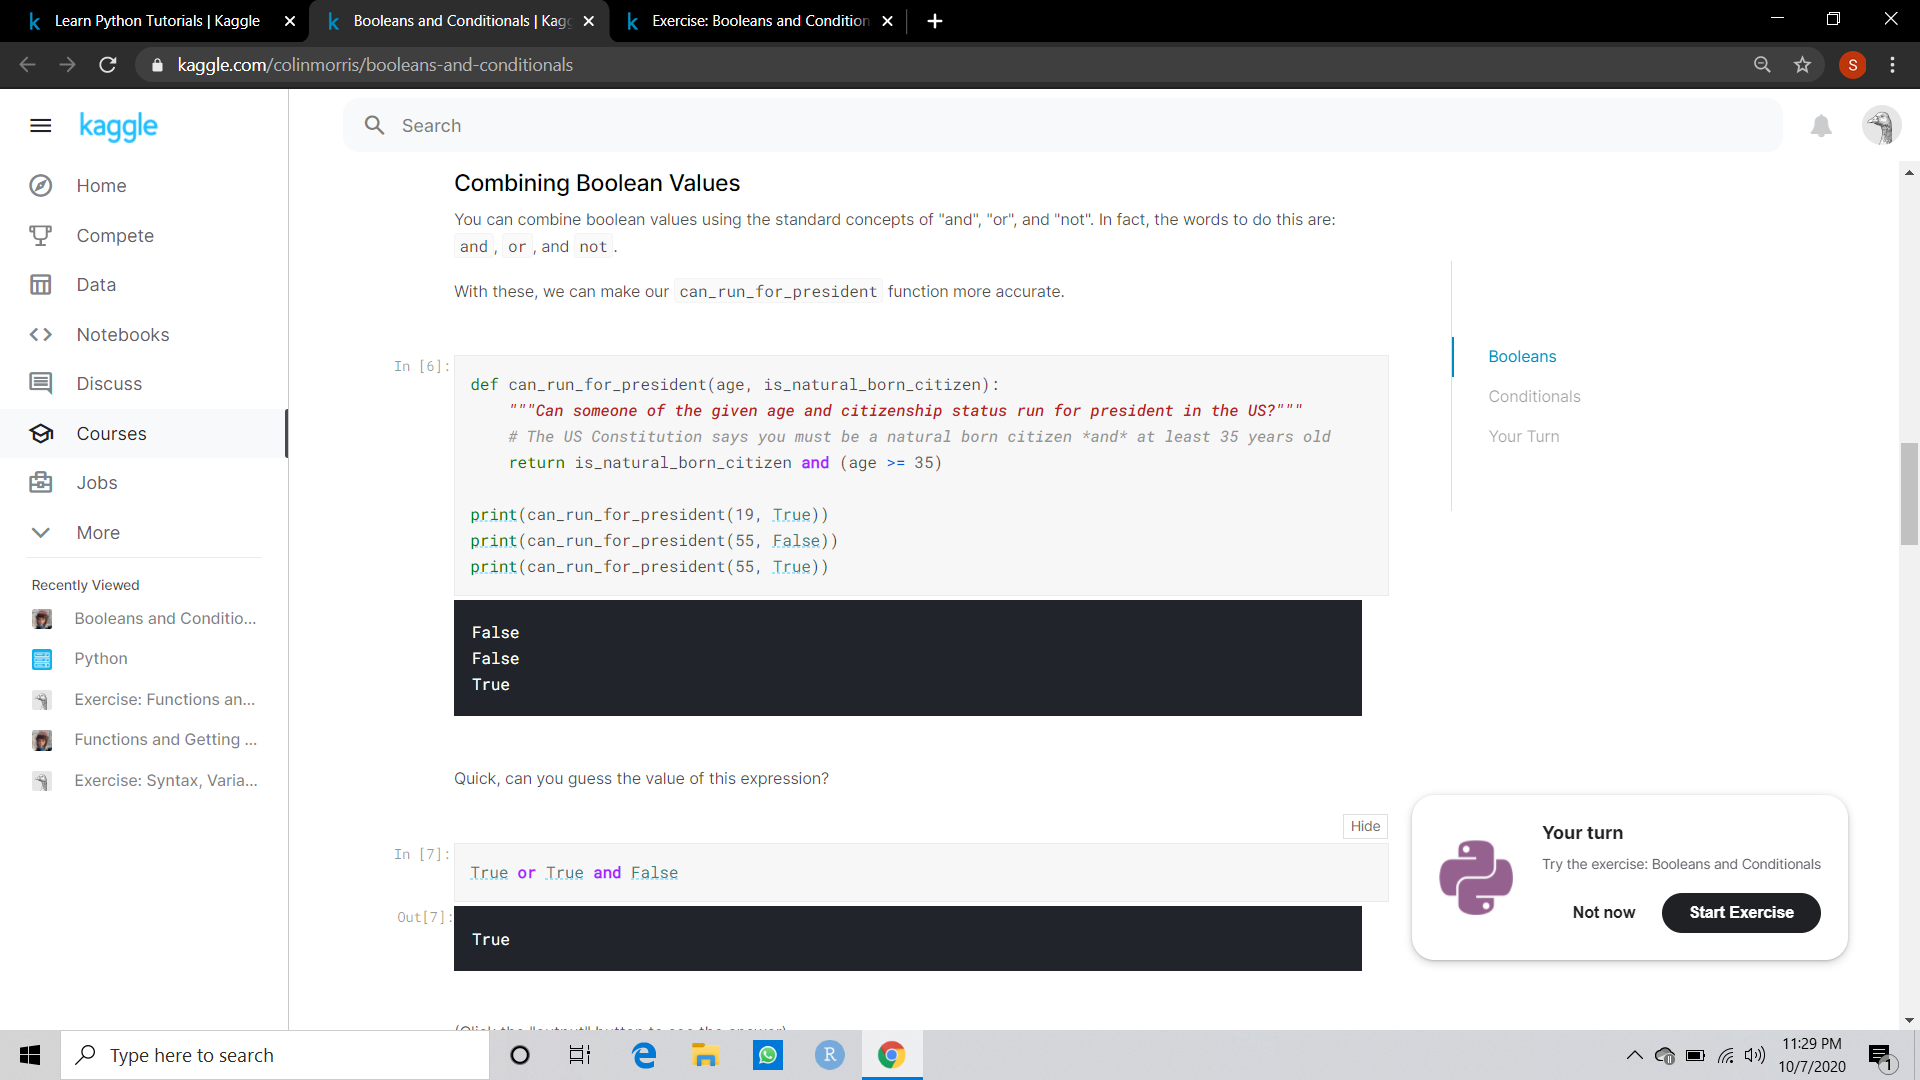 Learn Python Tutorials | Kaggle
Booleans and Conditionals | Kagg
Exercise: Booleans and Condition
kaggle.com/colinmorris/booleans-and-conditionals
S
kaggle
Search
Home
Compete
Data
Notebooks
Discuss
Courses
Jobs
More
Recently Viewed
Booleans and Conditio...
Python
Exercise: Functions an...
Functions and Getting ...
Exercise: Syntax, Varia...
Combining Boolean Values
You can combine boolean values using the standard concepts of "and", "or", and "not". In fact, the words to do this are:
and , or , and not .
With these, we can make our can_run_for_president function more accurate.
In [6]:
def can_run_for_president(age, is_natural_born_citizen):
    """Can someone of the given age and citizenship status run for president in the US?"""
    # The US Constitution says you must be a natural born citizen *and* at least 35 years old
    return is_natural_born_citizen and (age >= 35)
print(can_run_for_president(19, True))
print(can_run_for_president(55, False))
print(can_run_for_president(55, True))
False
False
True
Quick, can you guess the value of this expression?
Hide
In [7]:
True or True and False
Out[7]:
True
(Click the "output" button to see the answer)
Booleans
Conditionals
Your Turn
Your turn
Try the exercise: Booleans and Conditionals
Not now
Start Exercise
Type here to search
R
11:29 PM
10/7/2020
1